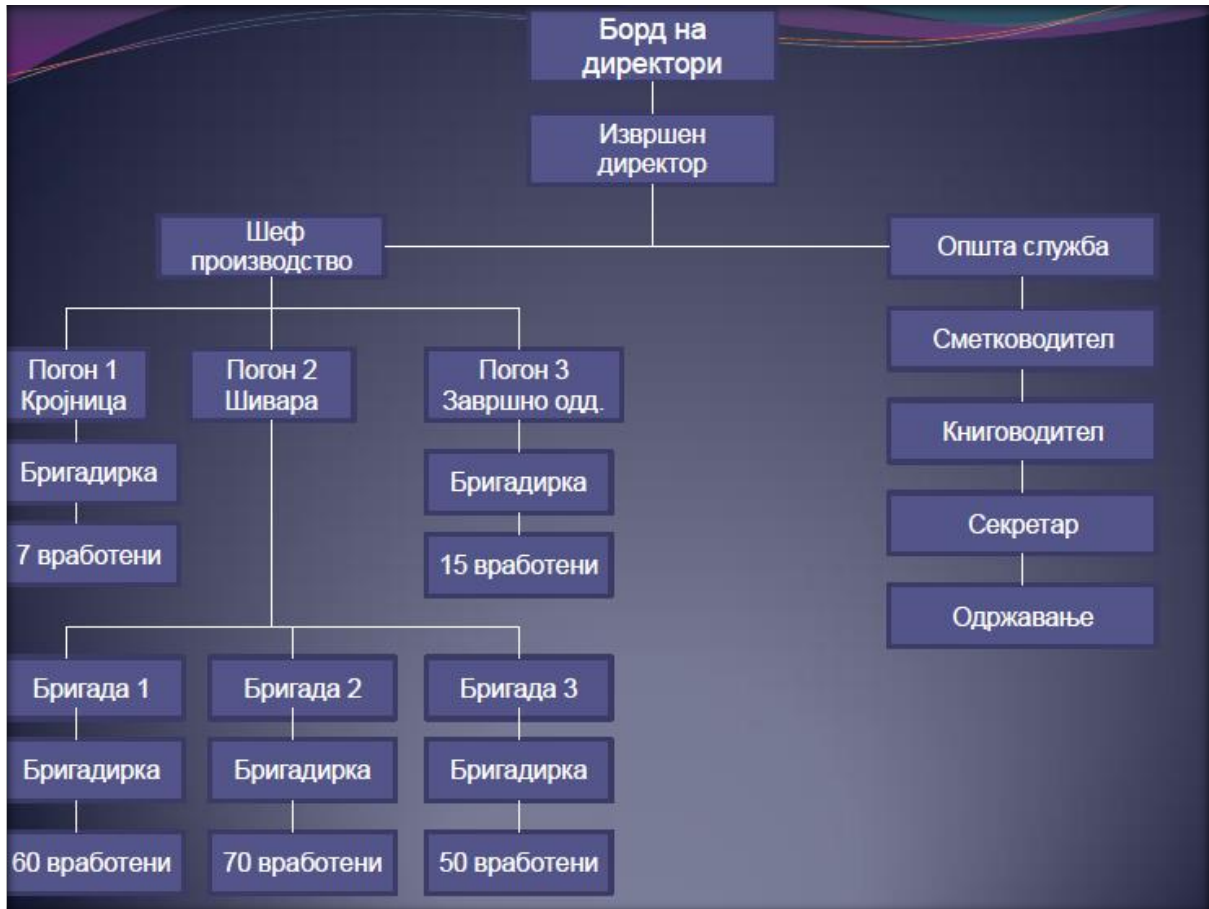 Борд на
директори
Извршен
директор
Шеф
производство
Општа служба
Сметководител
Погон 1
Кројница
Погон 2
Шивара
Погон 3
Завршно одд.
Книговодител
Бригадирка
Бригадирка
Секретар
7 вработени
15 вработени
Одржавање
Бригада 1
Бригада 2
Бригада 3
Бригадирка
Бригадирка
Бригадирка
60 вработени
70 вработени
50 вработени